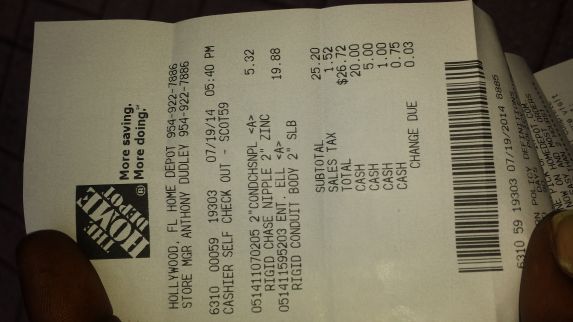 THE
HOME
DEPOT
®
More saving.
More doing.
HOLLYWOOD, FL HOME DEPOT 954-922-7886
STORE MGR ANTHONY DUDLEY 954-922-7886
6310 00059 19303 07/19/14 05:40 PM
CASHIER SELF CHECK OUT - SCOT59
051411070205 2"CONDCHSNPL <A> 5.32
RIGID CHASE NIPPLE 2" ZINC
051411595203 ENT. ELL <A> 19.88
RIGID CONDUIT BODY 2" SLB
SUBTOTAL 25.20
SALES TAX 1.52
TOTAL $26.72
CASH 20.00
CASH 5.00
CASH 1.00
CASH 0.75
CHANGE DUE 0.03
6310 59 19303 07/19/2014 8885
POLICY DEFINITIONS